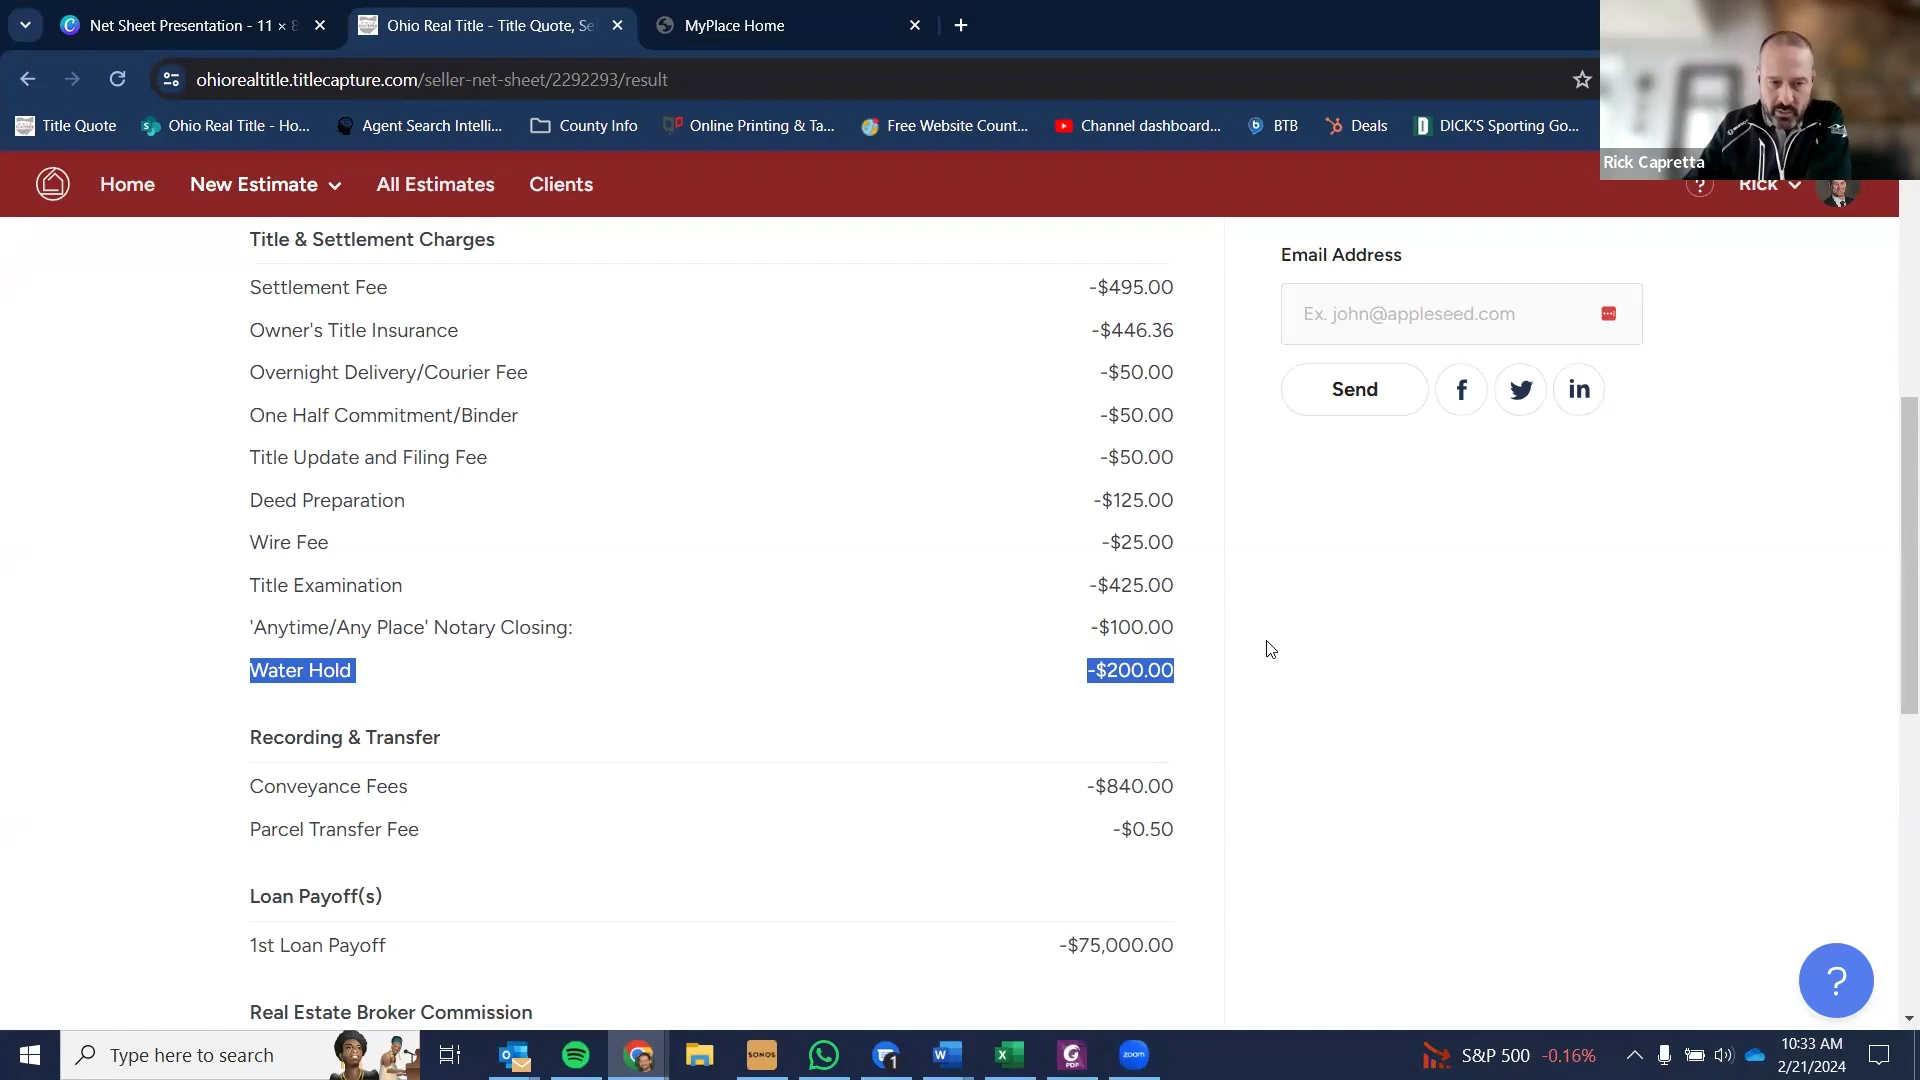 Net Sheet Presentation - 11 × 8
Ohio Real Title - Title Quote, Se
MyPlace Home
ohiorealtitle.titlecapture.com/seller-net-sheet/2292293/result
Title Quote
Ohio Real Title - Ho...
Agent Search Intelli...
County Info
Online Printing & Ta...
Free Website Count...
Channel dashboard...
BTB
Deals
DICK'S Sporting Go...
Rick Capretta
Home
New Estimate
All Estimates
Clients
?
Rick
Title & Settlement Charges
Settlement Fee -$495.00
Owner's Title Insurance -$446.36
Overnight Delivery/Courier Fee -$50.00
One Half Commitment/Binder -$50.00
Title Update and Filing Fee -$50.00
Deed Preparation -$125.00
Wire Fee -$25.00
Title Examination -$425.00
'Anytime/Any Place' Notary Closing: -$100.00
Water Hold -$200.00
Recording & Transfer
Conveyance Fees -$840.00
Parcel Transfer Fee -$0.50
Loan Payoff(s)
1st Loan Payoff -$75,000.00
Real Estate Broker Commission
Email Address
Ex. john@appleseed.com
Send
?
Type here to search
SONOS
1
PDF
zoom
S&P 500 -0.16%
10:33 AM
2/21/2024